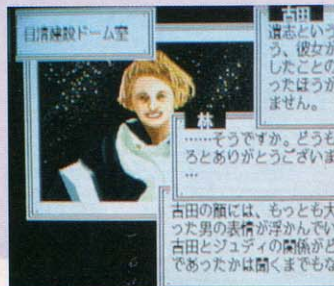 目清建設ドーム室
古田
遺志という
う、彼女が
したことの
ったほうが
ません。
林
……そうですか。どうも
ろとありがとうございま
…
古田の顔には、もっとも大
った男の表情が浮かんでい
古田とジュディの関係がど
であったかは聞くまでもな